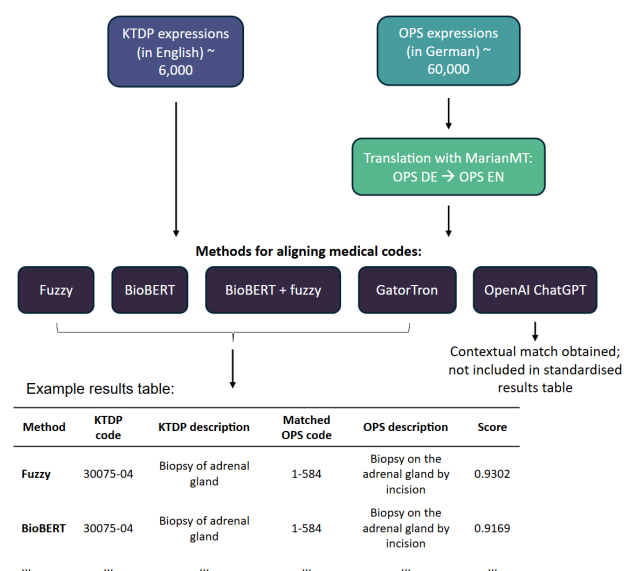 KTDP expressions
(in English) ~
6,000
OPS expressions
(in German) ~
60,000
Translation with MarianMT:
OPS DE → OPS EN
Methods for aligning medical codes:
Fuzzy
BioBERT
BioBERT + fuzzy
GatorTron
OpenAI ChatGPT
Contextual match obtained;
not included in standardised
results table
Example results table:
Method KTDP code KTDP description Matched OPS code OPS description Score
Fuzzy 30075-04 Biopsy of adrenal gland 1-584 Biopsy on the adrenal gland by incision 0.9302
BioBERT 30075-04 Biopsy of adrenal gland 1-584 Biopsy on the adrenal gland by incision 0.9169
... ... ... ... ... ...